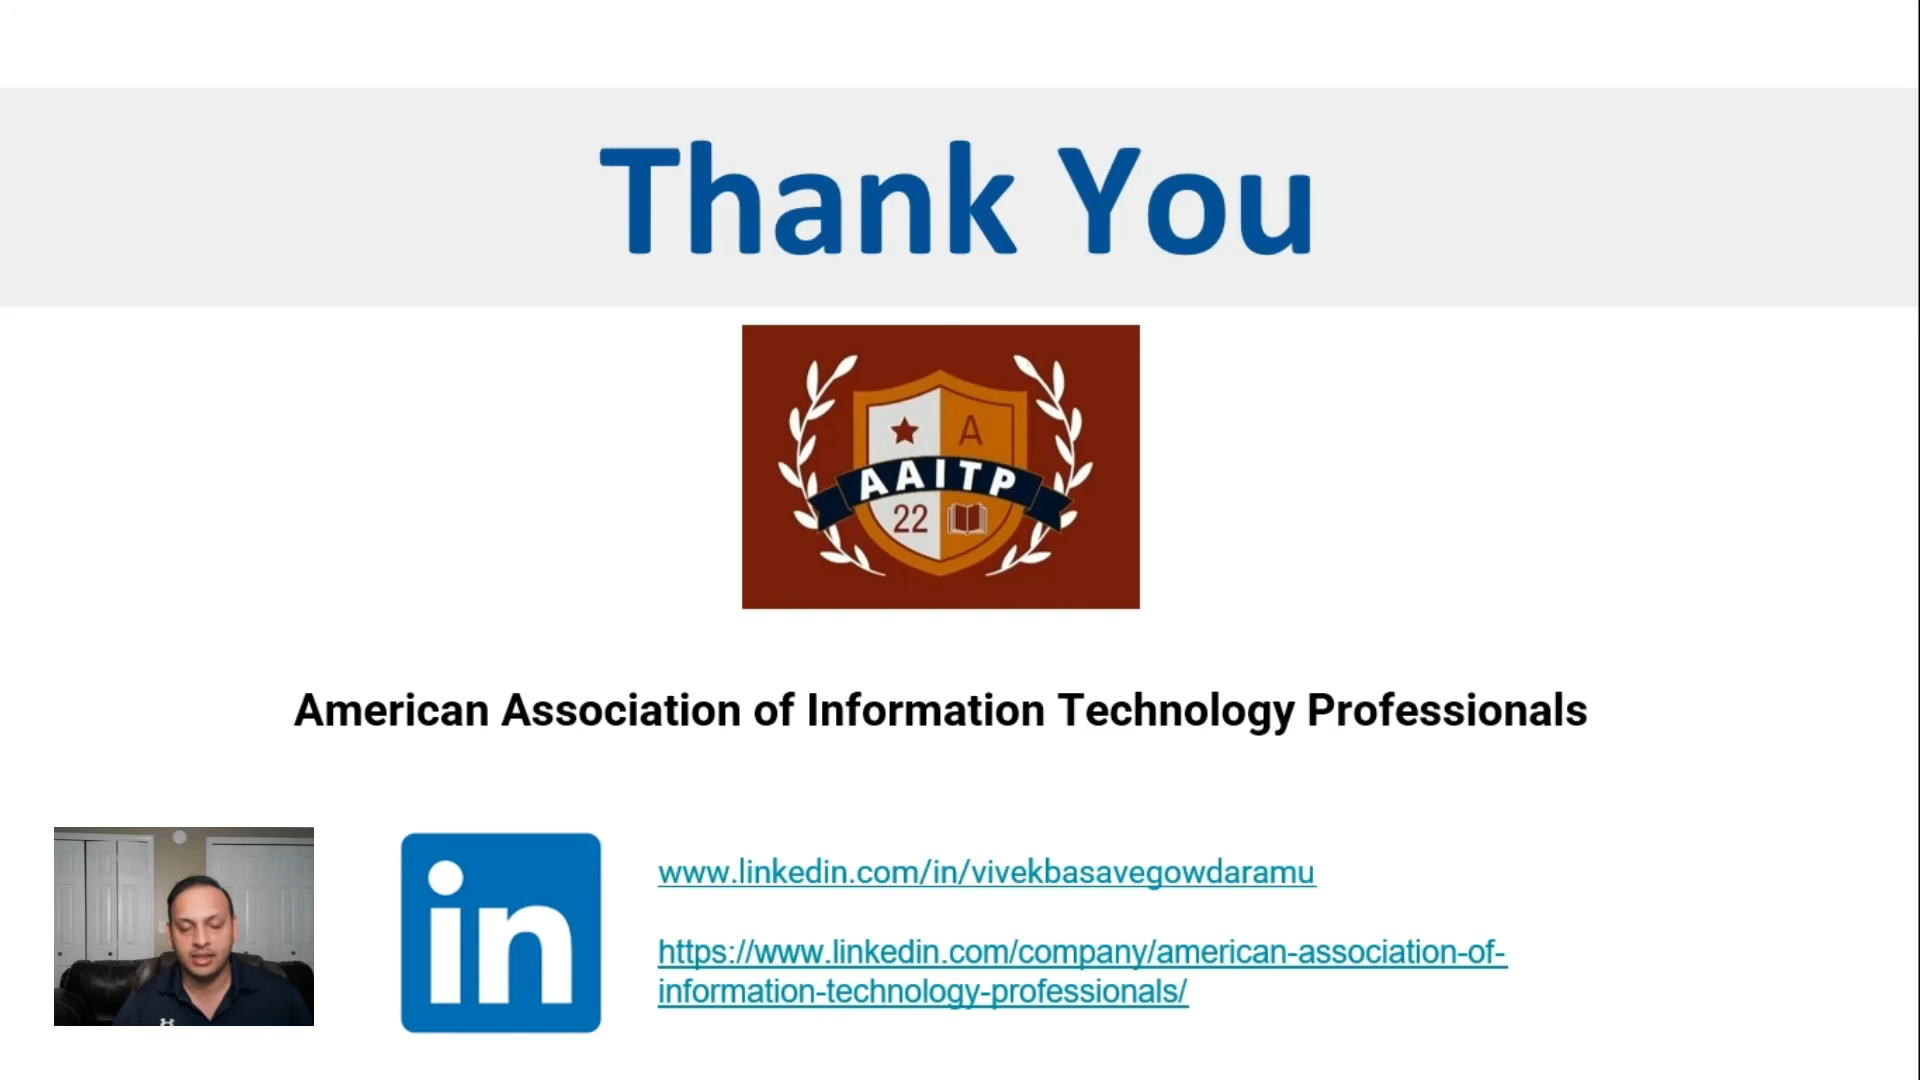 Thank You
A
AAITP
22
American Association of Information Technology Professionals
in
www.linkedin.com/in/vivekbasavegowdaramu
https://www.linkedin.com/company/american-association-of-
information-technology-professionals/